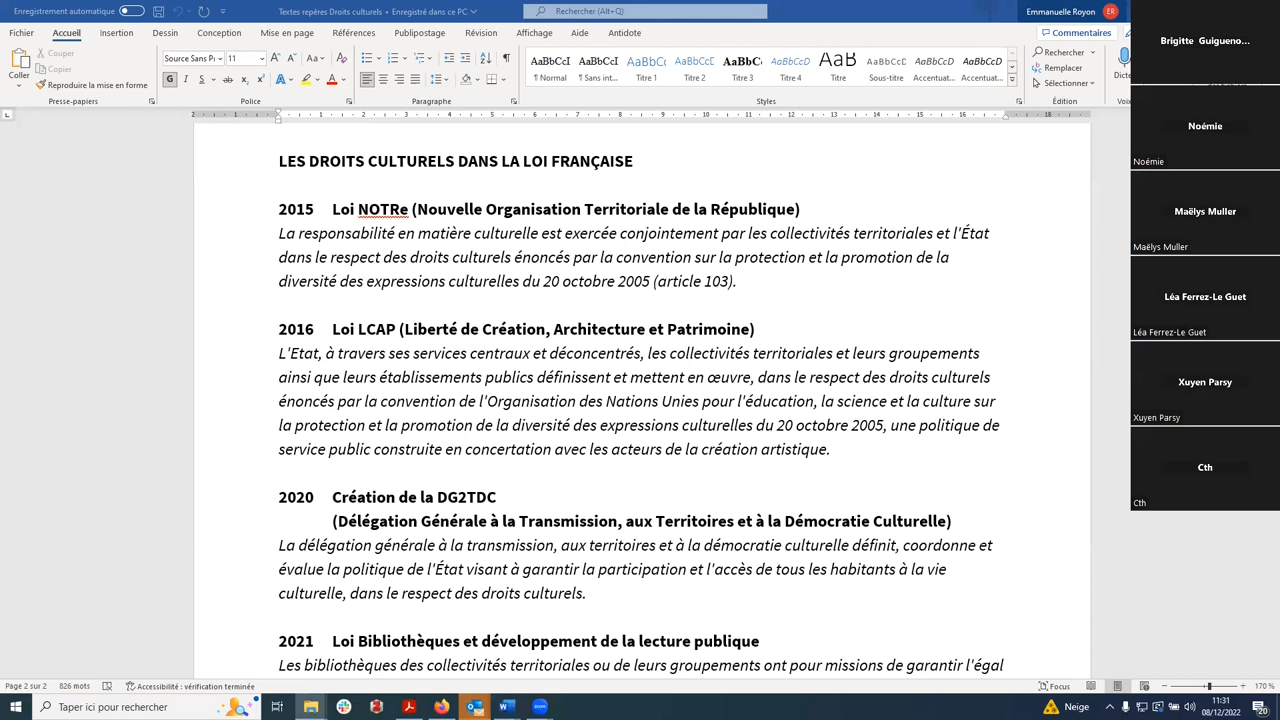 Enregistrement automatique
Textes repères Droits culturels • Enregistré dans ce PC
Rechercher (Alt+Q)
Emmanuelle Royon
ER
Fichier Accueil Insertion Dessin Conception Mise en page Références Publipostage Révision Affichage Aide Antidote
Commentaires
Coller
Couper
Copier
Reproduire la mise en forme
Presse-papiers
Source Sans Pi 11
Police
Paragraphe
AaBbCcI AaBbCcI AaBbCc AaBbCc AaBbC AaBbCcD AaB AaBbCcD AaBbCcD AaBbCcD
¶ Normal ¶ Sans int... Titre 1 Titre 2 Titre 3 Titre 4 Titre Sous-titre Accentuat... Accentuat...
Styles
Rechercher
Remplacer
Sélectionner
Édition
Dicte
Voix
LES DROITS CULTURELS DANS LA LOI FRANÇAISE
2015 Loi NOTRe (Nouvelle Organisation Territoriale de la République)
La responsabilité en matière culturelle est exercée conjointement par les collectivités territoriales et l'État
dans le respect des droits culturels énoncés par la convention sur la protection et la promotion de la
diversité des expressions culturelles du 20 octobre 2005 (article 103).
2016 Loi LCAP (Liberté de Création, Architecture et Patrimoine)
L'Etat, à travers ses services centraux et déconcentrés, les collectivités territoriales et leurs groupements
ainsi que leurs établissements publics définissent et mettent en œuvre, dans le respect des droits culturels
énoncés par la convention de l'Organisation des Nations Unies pour l'éducation, la science et la culture sur
la protection et la promotion de la diversité des expressions culturelles du 20 octobre 2005, une politique de
service public construite en concertation avec les acteurs de la création artistique.
2020 Création de la DG2TDC
(Délégation Générale à la Transmission, aux Territoires et à la Démocratie Culturelle)
La délégation générale à la transmission, aux territoires et à la démocratie culturelle définit, coordonne et
évalue la politique de l'État visant à garantir la participation et l'accès de tous les habitants à la vie
culturelle, dans le respect des droits culturels.
2021 Loi Bibliothèques et développement de la lecture publique
Les bibliothèques des collectivités territoriales ou de leurs groupements ont pour missions de garantir l'égal
Brigitte Guigueno...
Noémie
Noémie
Maëlys Muller
Maëlys Muller
Léa Ferrez-Le Guet
Léa Ferrez-Le Guet
Xuyen Parsy
Xuyen Parsy
Cth
Cth
Page 2 sur 2 826 mots Accessibilité : vérification terminée Focus 170 %
Taper ici pour rechercher
Neige
11:31
08/12/2022
20